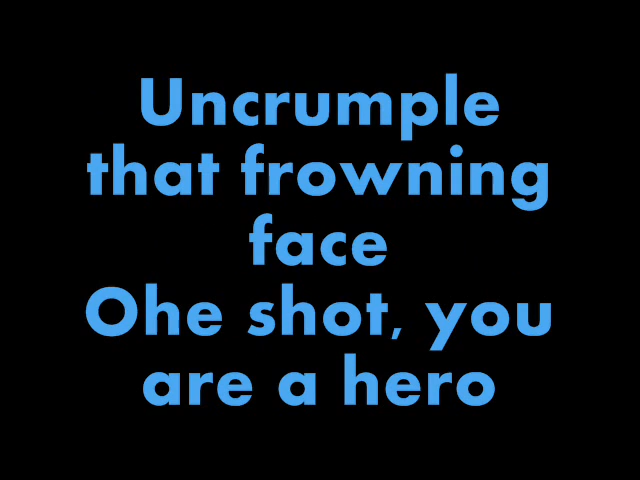 Uncrumple
that frowning
face
Ohe shot, you
are a hero